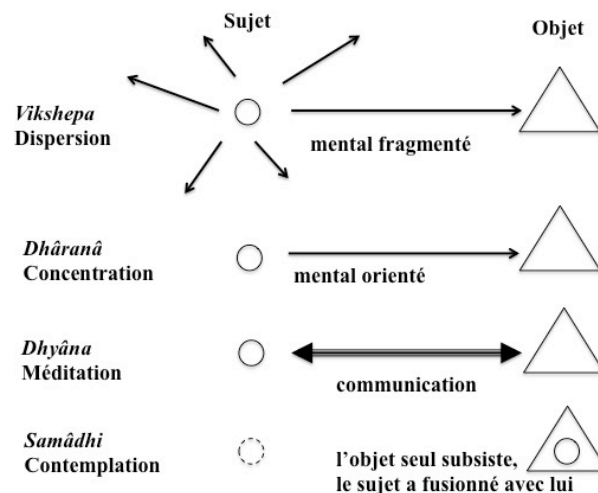 Sujet
Objet
Vikshepa
Dispersion
mental fragmenté
Dhâranâ
Concentration
mental orienté
Dhyâna
Méditation
communication
Samâdhi
Contemplation
l'objet seul subsiste,
le sujet a fusionné avec lui